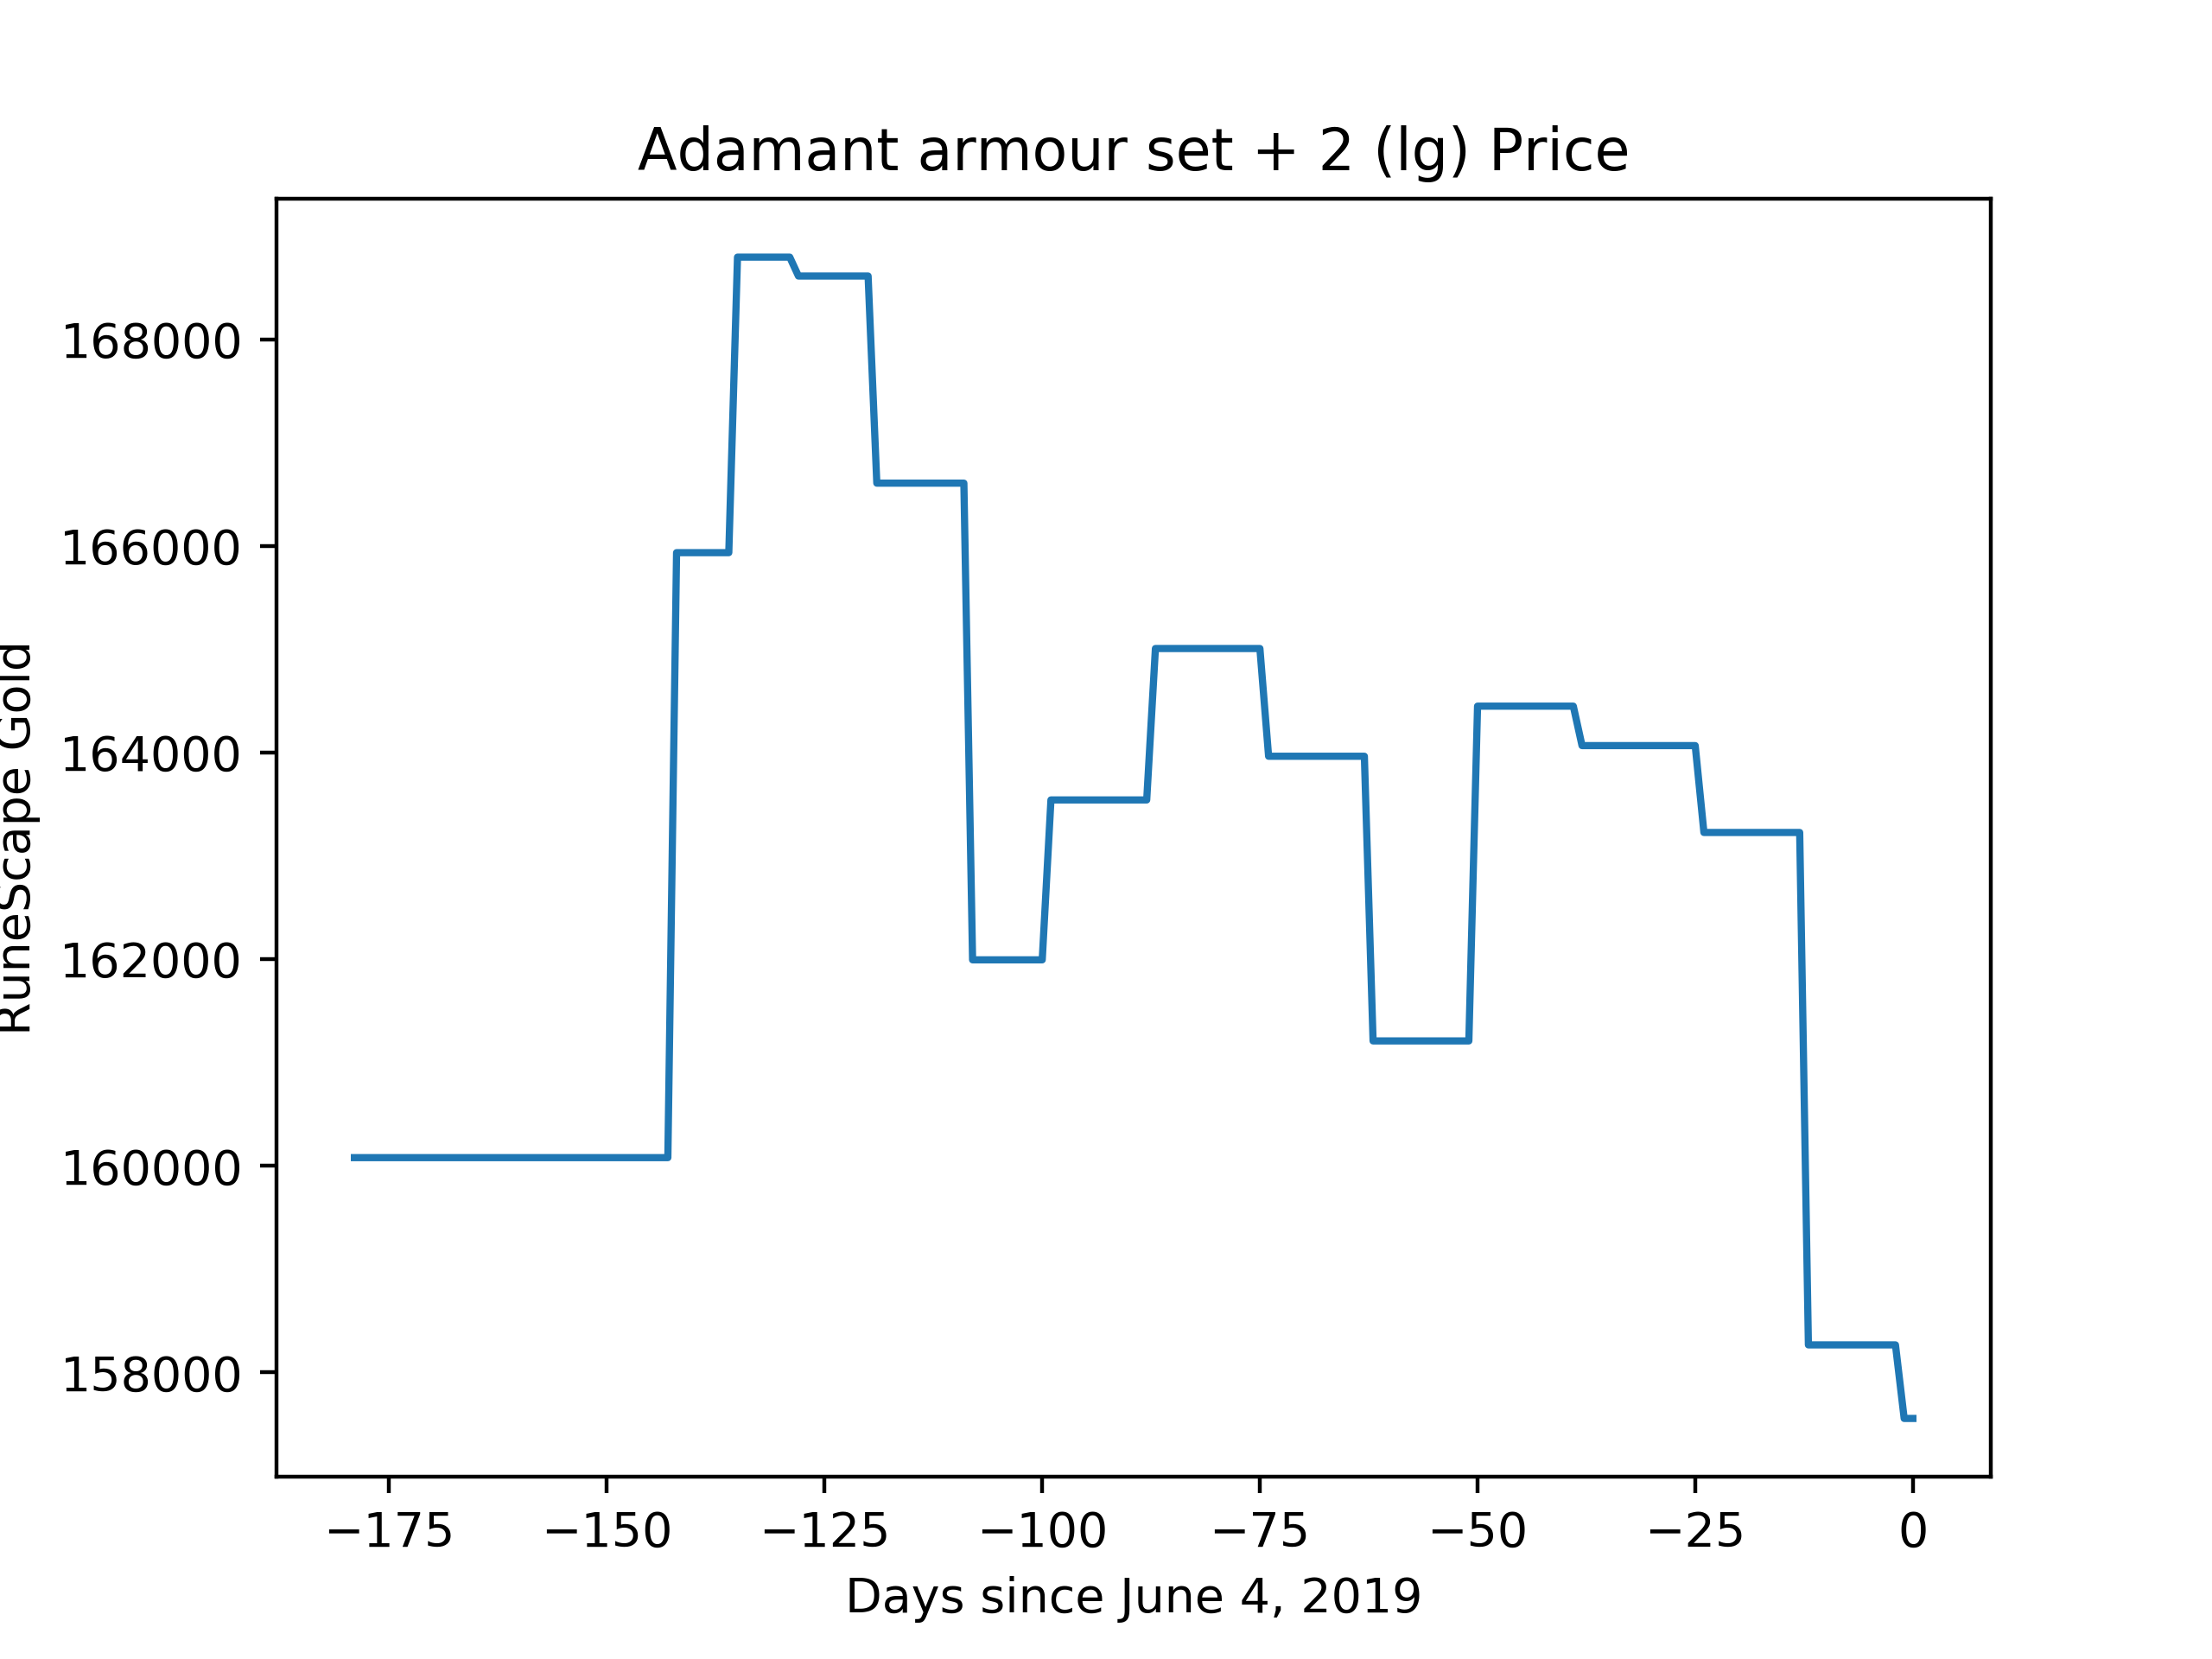 Adamant armour set + 2 (lg) Price
RuneScape Gold
168000
166000
164000
162000
160000
158000
−175 −150 −125 −100 −75 −50 −25 0
Days since June 4, 2019